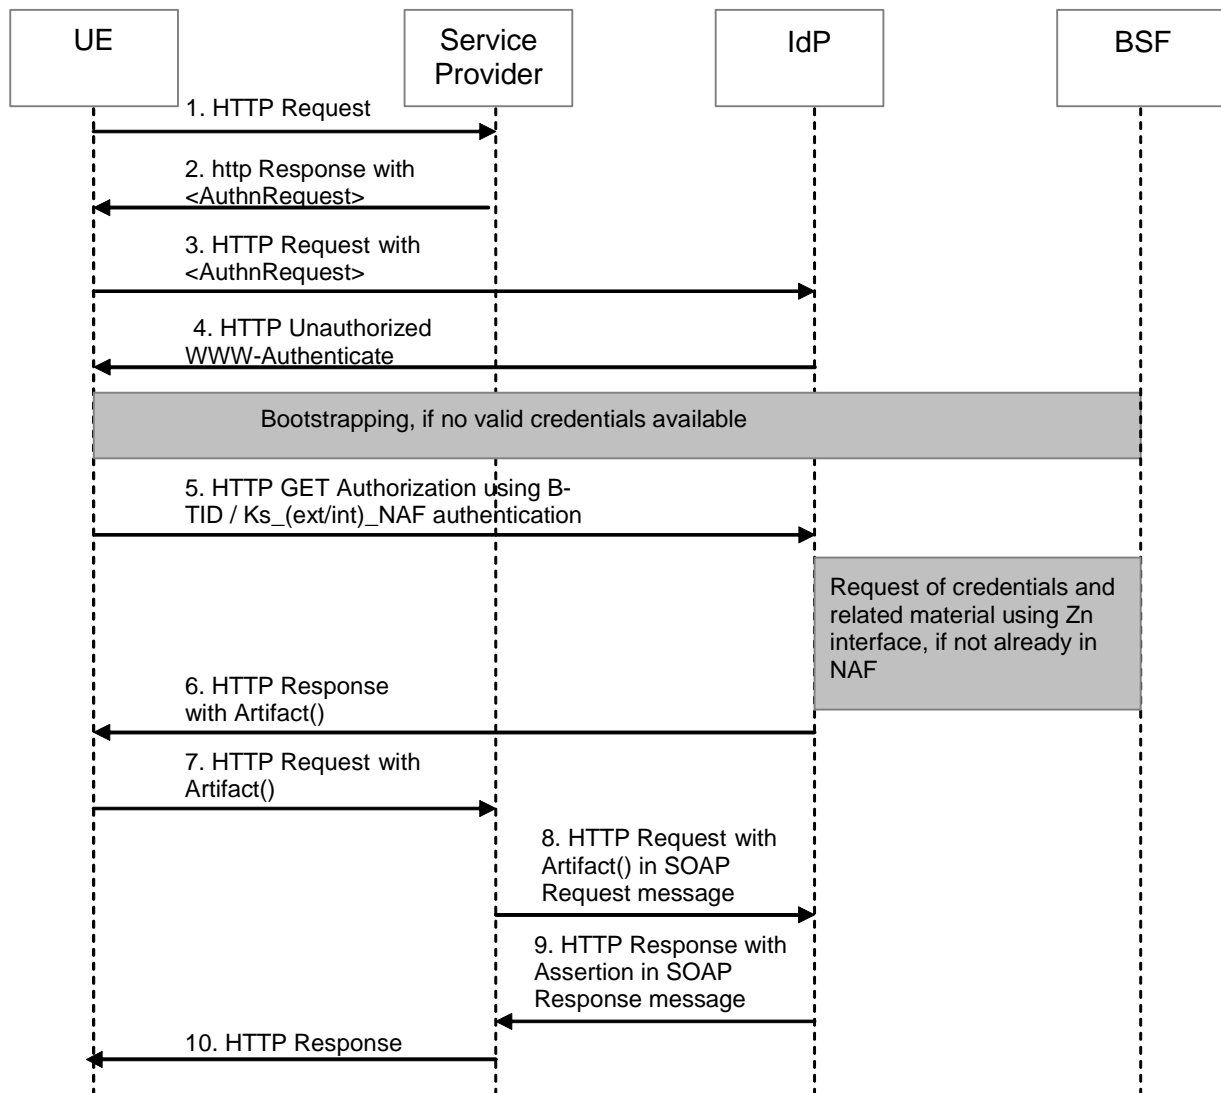 UE
Service
Provider
IdP
BSF
1. HTTP Request
2. http Response with
<AuthnRequest>
3. HTTP Request with
<AuthnRequest>
4. HTTP Unauthorized
WWW-Authenticate
Bootstrapping, if no valid credentials available
5. HTTP GET Authorization using B-
TID / Ks_(ext/int)_NAF authentication
Request of credentials and
related material using Zn
interface, if not already in
NAF
6. HTTP Response
with Artifact()
7. HTTP Request with
Artifact()
8. HTTP Request with
Artifact() in SOAP
Request message
9. HTTP Response with
Assertion in SOAP
Response message
10. HTTP Response